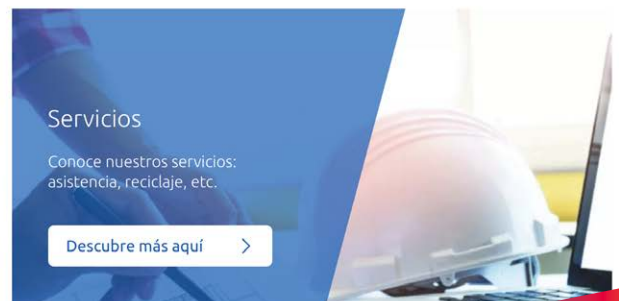 Servicios
Conoce nuestros servicios:
asistencia, reciclaje, etc.
Descubre más aquí